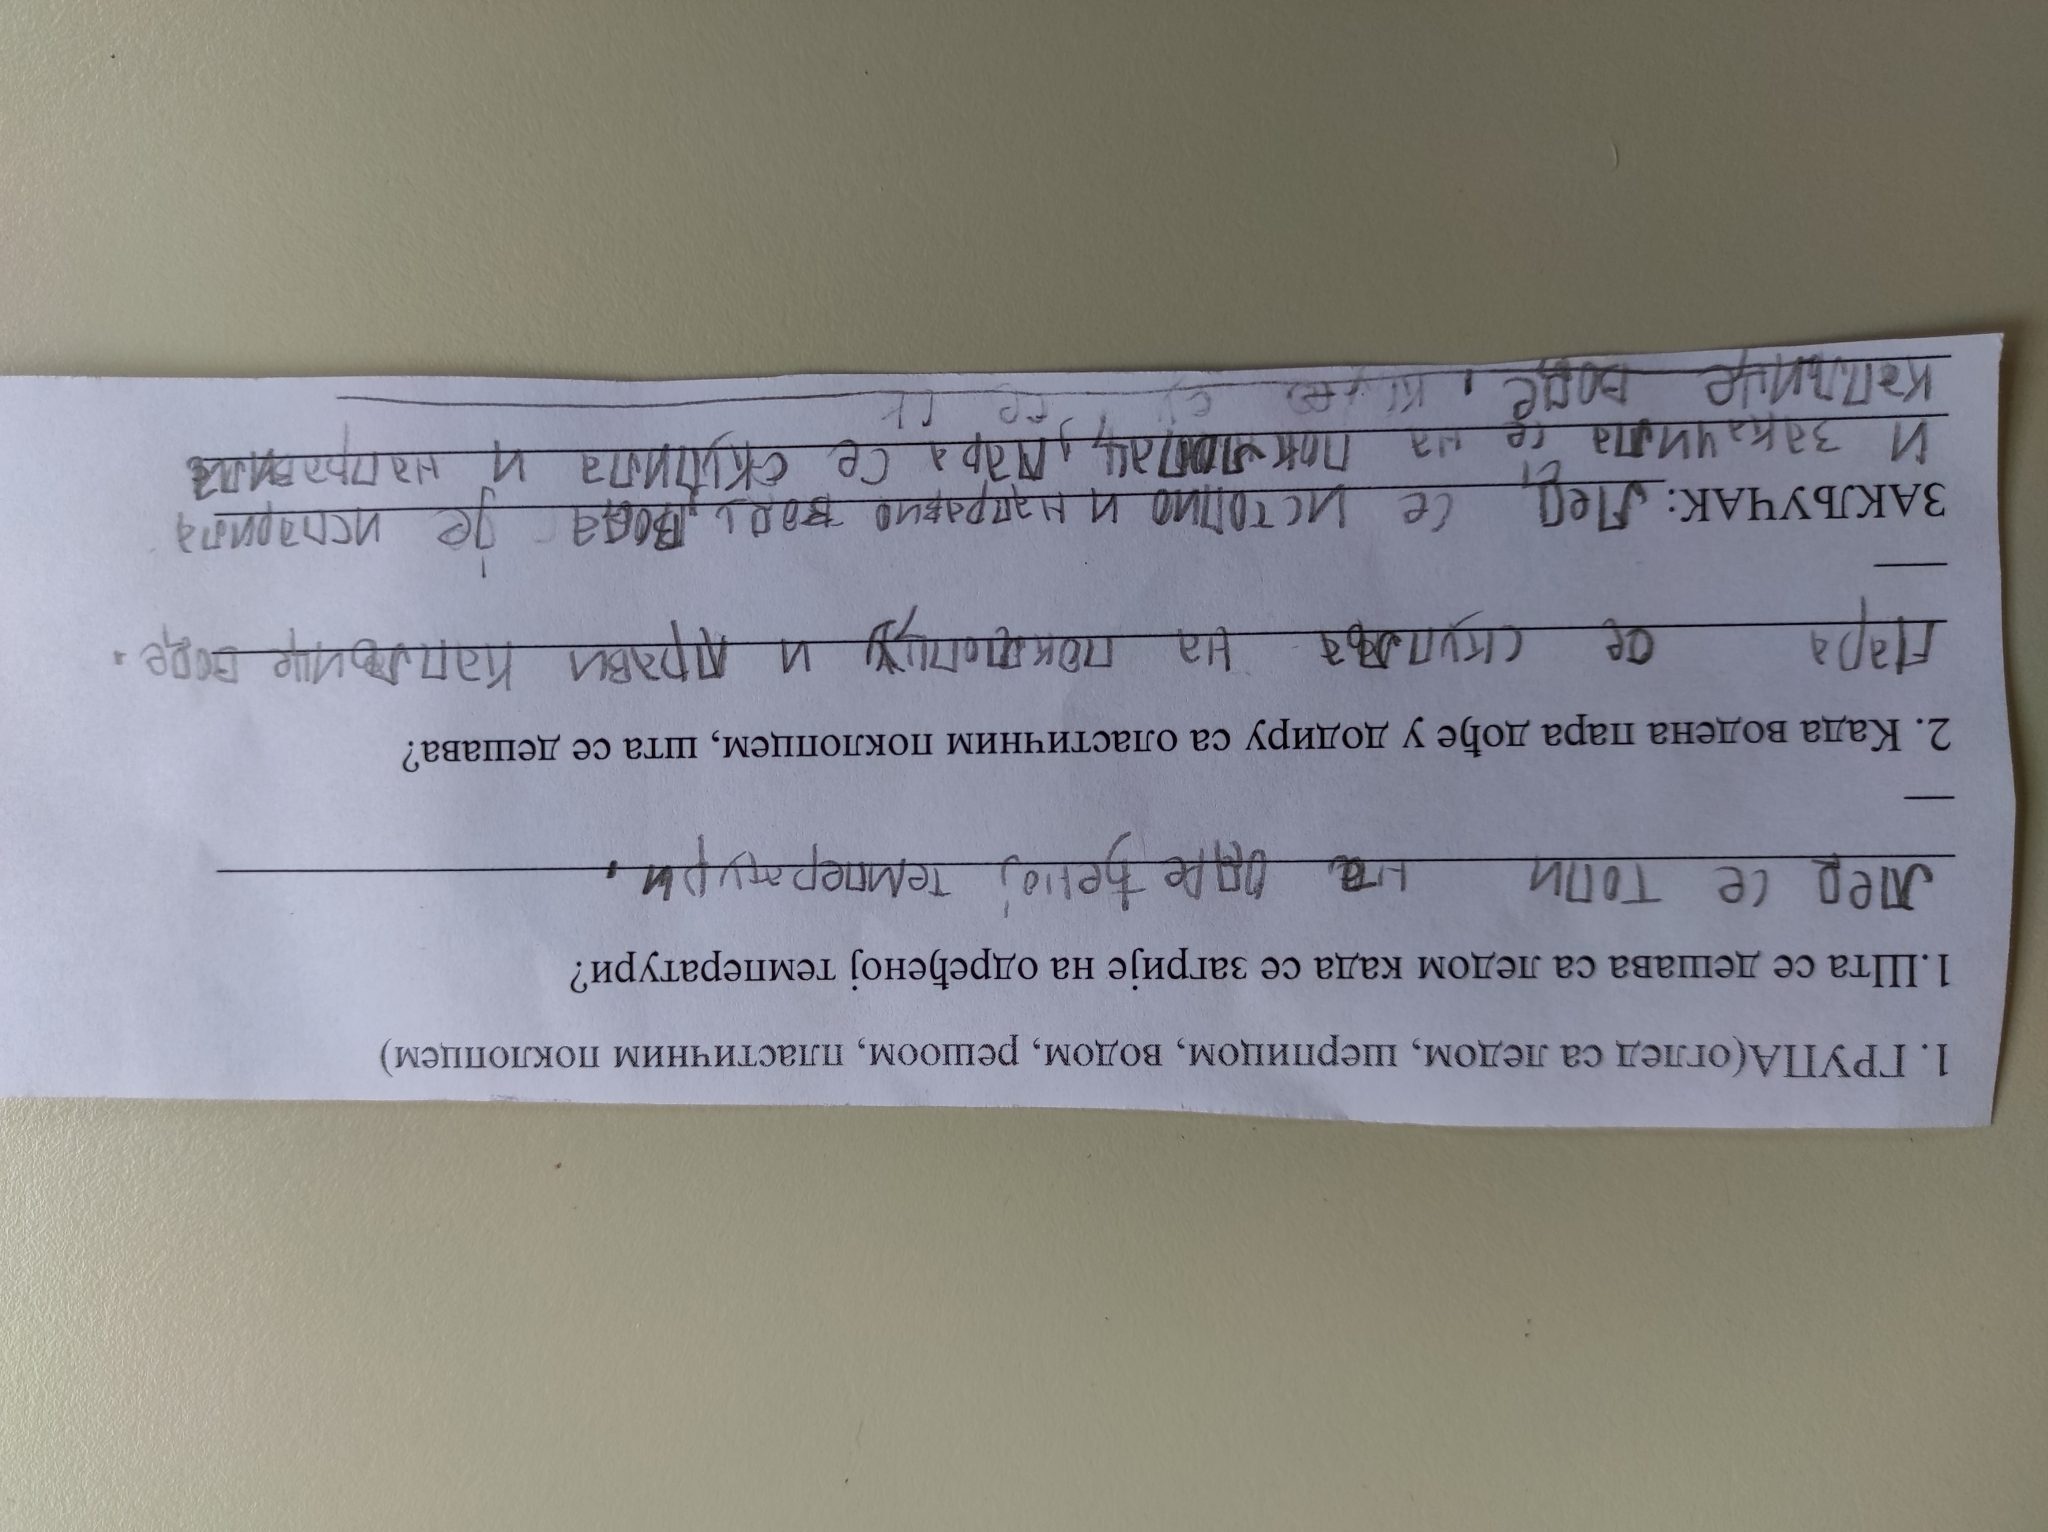 1. ГРУПА(оглед са ледом, шерпицом, водом, решоом, пластичним поклопцем)
1.Шта се дешава са ледом када се загрије на одређеној температури?
Лед се топи на одређеној температури.
2. Када водена пара дође у додиру са оластичним поклопцем, шта се дешава?
Пара се скупља на поклопцу и прави капљице воде.
ЗАКЉУЧАК: Лед се истопио и направио воду. Вода је испарила
и закачила се на поклопац, пара се скупила и направила
капљице воде.